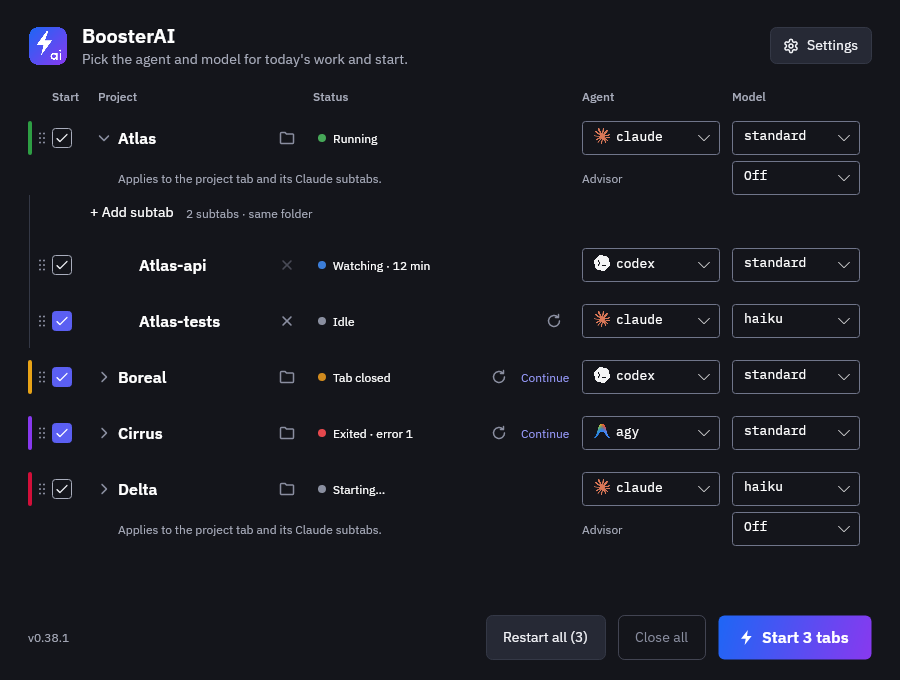 ai
BoosterAI
Pick the agent and model for today's work and start.
Settings
Start Project Status Agent Model
Atlas Running claude standard
Applies to the project tab and its Claude subtabs. Advisor Off
+ Add subtab 2 subtabs · same folder
Atlas-api Watching · 12 min codex standard
Atlas-tests Idle claude haiku
Boreal Tab closed Continue codex standard
Cirrus Exited · error 1 Continue agy standard
Delta Starting... claude haiku
Applies to the project tab and its Claude subtabs. Advisor Off
v0.38.1 Restart all (3) Close all Start 3 tabs